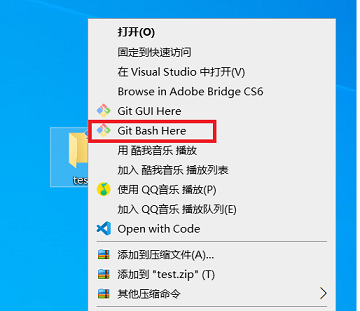 打开(O)
固定到快速访问
在 Visual Studio 中打开(V)
Browse in Adobe Bridge CS6
Git GUI Here
Git Bash Here
用 酷我音乐 播放
加入 酷我音乐 播放列表
使用 QQ音乐 播放(P)
加入 QQ音乐 播放队列(E)
Open with Code
添加到压缩文件(A)...
添加到 "test.zip" (T)
其他压缩命令
tes